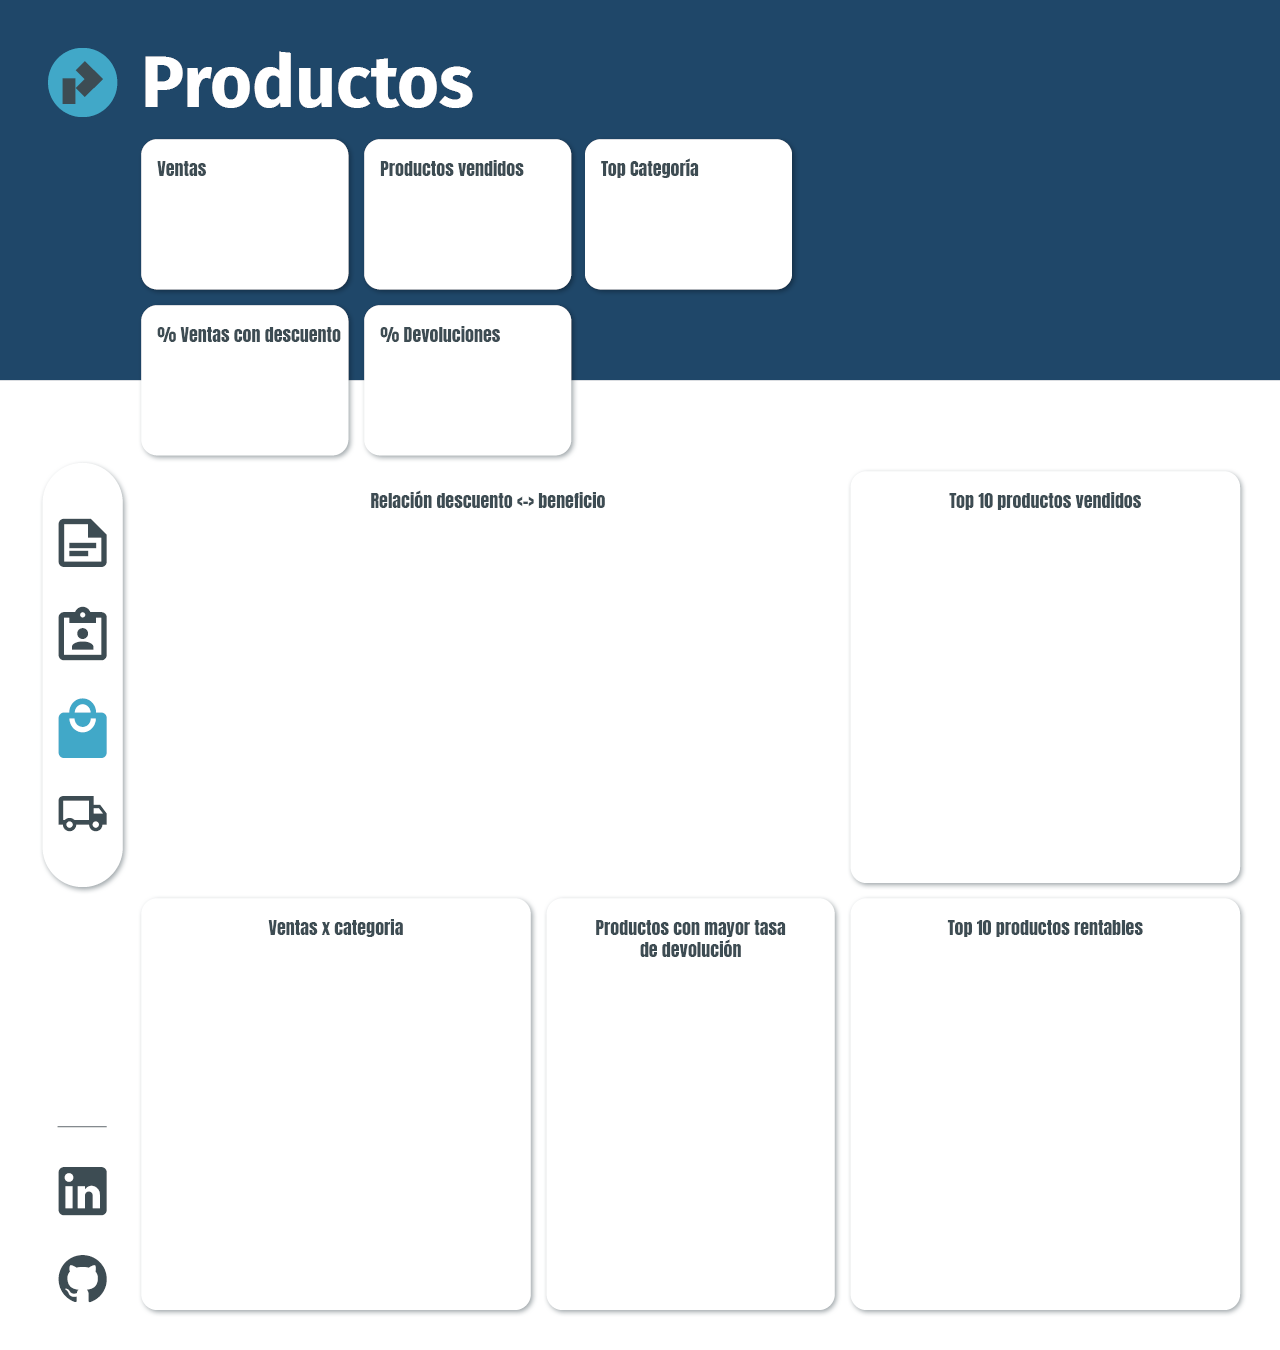 Productos
Ventas
Productos vendidos
Top Categoría
% Ventas con descuento
% Devoluciones
Relación descuento <-> beneficio
Top 10 productos vendidos
Ventas x categoria
Productos con mayor tasa
de devolución
Top 10 productos rentables
in